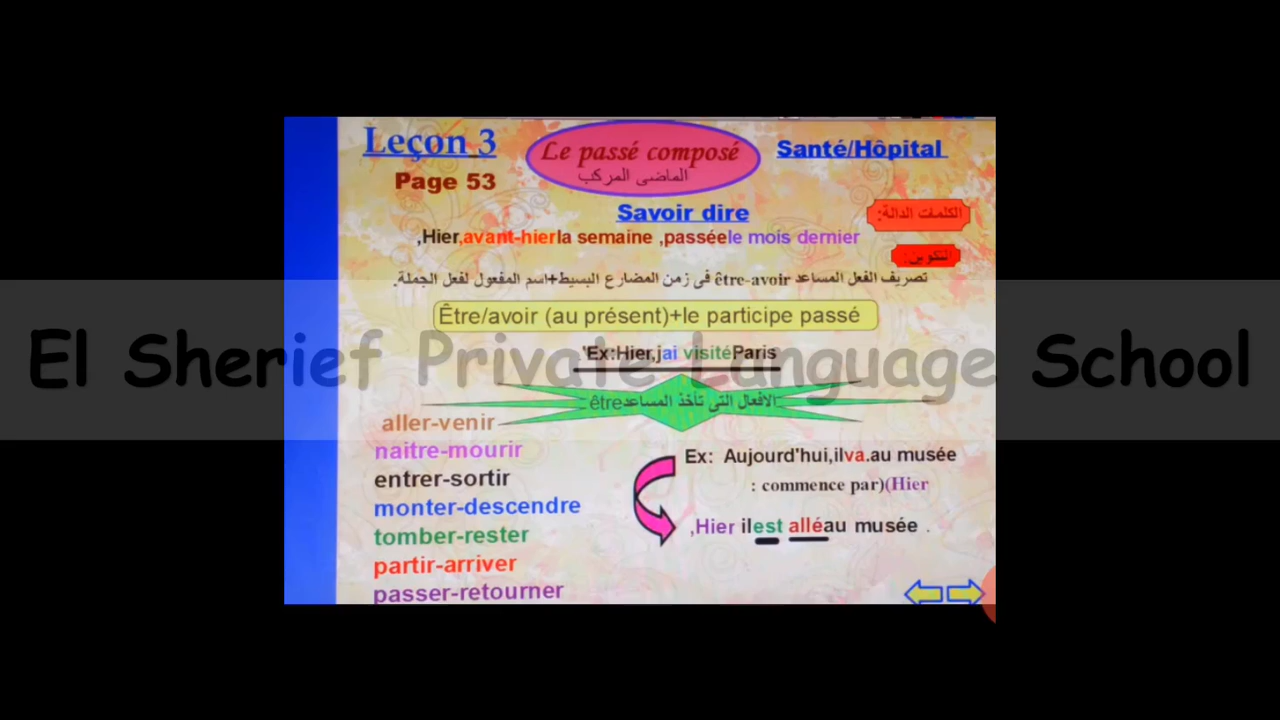 Leçon 3
Le passé composé
Santé/Hôpital
Page 53
الماضى المركب
Savoir dire
الكلمات الدالة:
,Hier,avant-hierla semaine ,passéele mois dernier
التكوين:
تصريف الفعل المساعد être-avoir فى زمن المضارع البسيط+اسم المفعول لفعل الجملة.
Être/avoir (au présent)+le participe passé
'Ex:Hier,jai visitéParis
El Sherief Private Language School
الافعال التى تأخذ المساعدêtre
aller-venir
naitre-mourir
entrer-sortir
monter-descendre
tomber-rester
partir-arriver
passer-retourner
Ex: Aujourd'hui,ilva.au musée
: commence par)(Hier
,Hier ilest alléau musée .